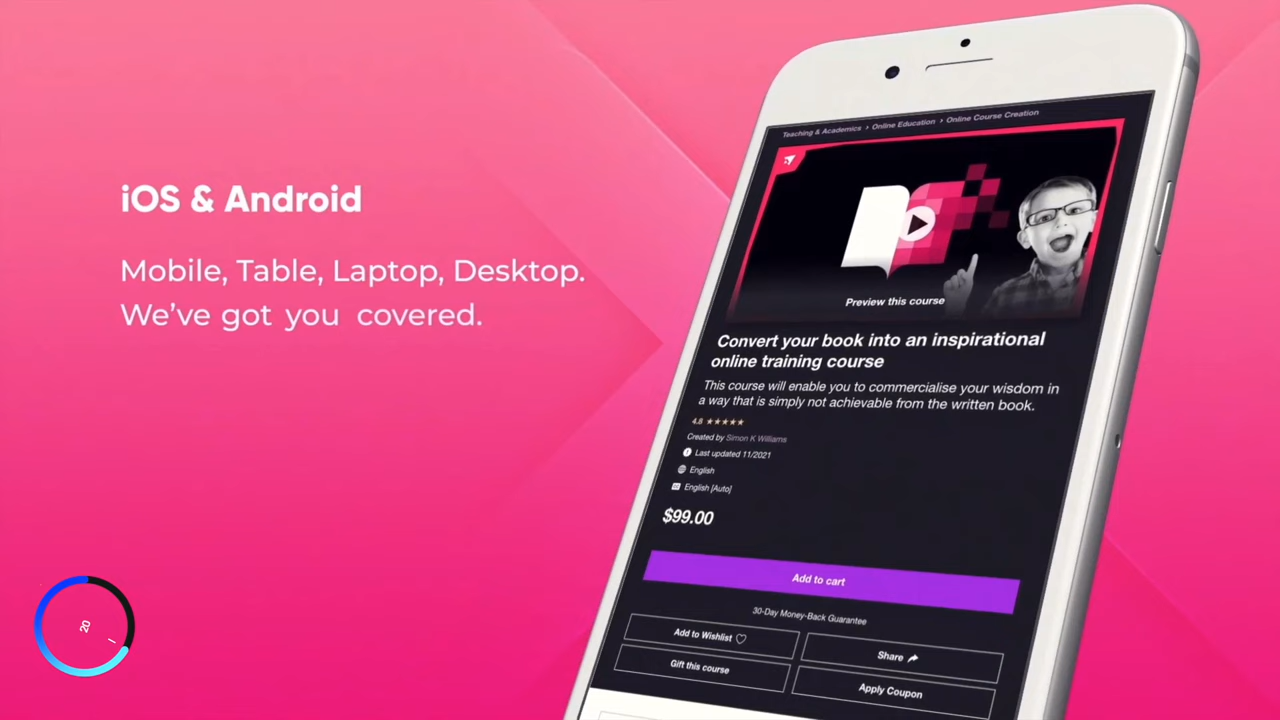 iOS & Android
Mobile, Table, Laptop, Desktop.
We've got you covered.
Teaching & Academics > Online Education > Online Course Creation
Preview this course
Convert your book into an inspirational
online training course
This course will enable you to commercialise your wisdom in
a way that is simply not achievable from the written book.
4.8 ★★★★★
Created by Simon K Williams
Last updated 11/2021
English
English [Auto]
$99.00
Add to cart
30-Day Money-Back Guarantee
Add to Wishlist
Share
Gift this course
Apply Coupon
20